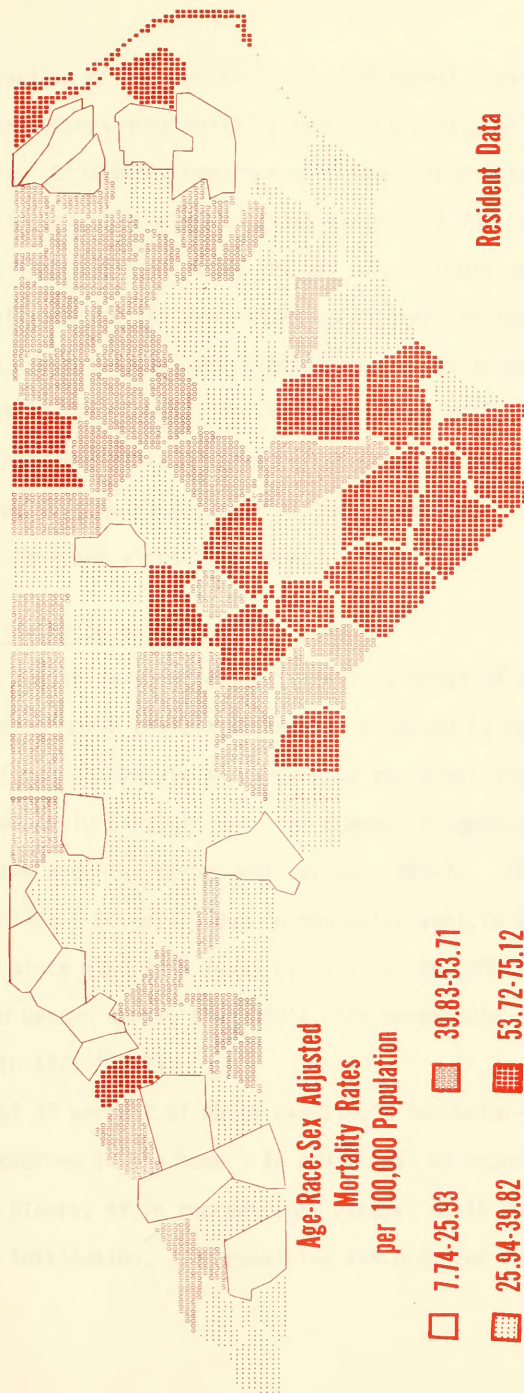 Age-Race-Sex Adjusted
Mortality Rates
per 100,000 Population
7.74-25.93
39.83-53.71
25.94-39.82
53.72-75.12
Resident Data